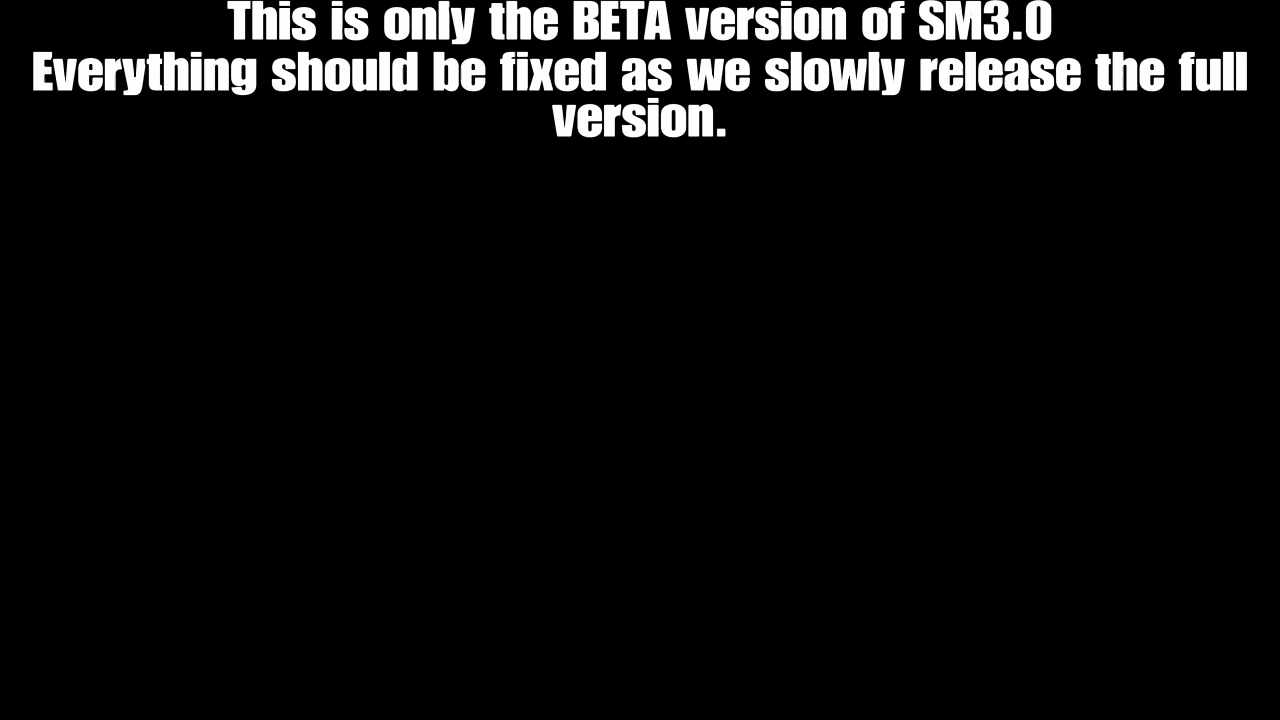 This is only the BETA version of SM3.0
Everything should be fixed as we slowly release the full
version.